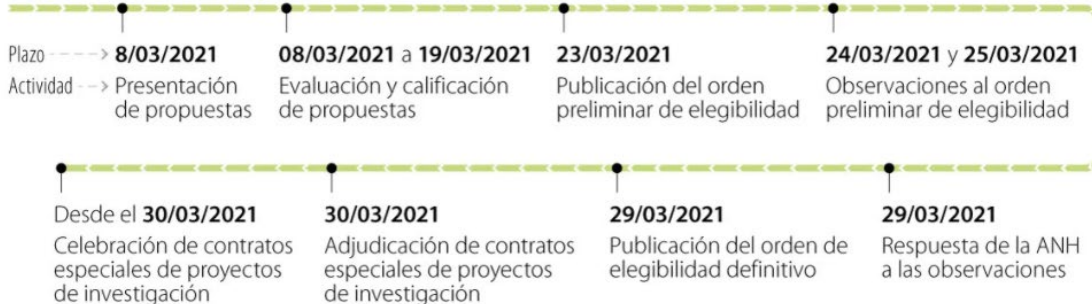 Plazo 8/03/2021
Actividad Presentación
de propuestas
08/03/2021 a 19/03/2021
Evaluación y calificación
de propuestas
23/03/2021
Publicación del orden
preliminar de elegibilidad
24/03/2021 y 25/03/2021
Observaciones al orden
preliminar de elegibilidad
Desde el 30/03/2021
Celebración de contratos
especiales de proyectos
de investigación
30/03/2021
Adjudicación de contratos
especiales de proyectos
de investigación
29/03/2021
Publicación del orden de
elegibilidad definitivo
29/03/2021
Respuesta de la ANH
a las observaciones